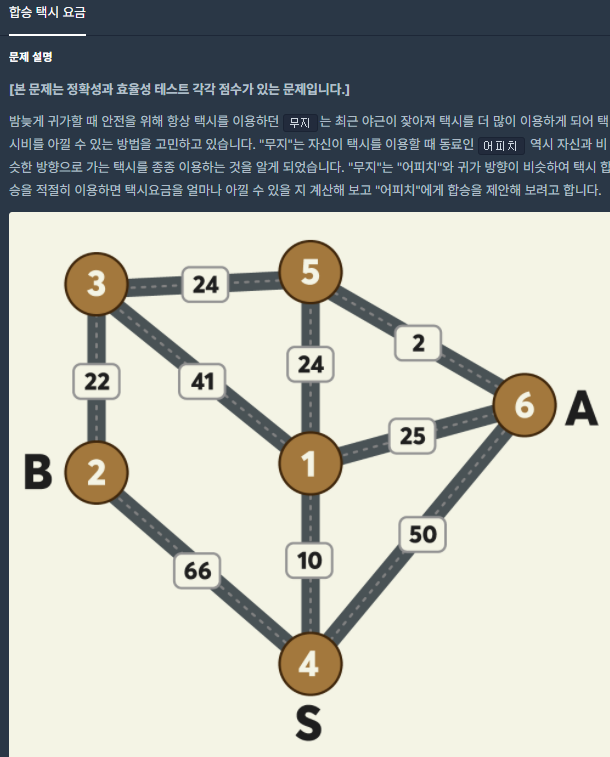 합승 택시 요금
문제 설명
[본 문제는 정확성과 효율성 테스트 각각 점수가 있는 문제입니다.]
밤늦게 귀가할 때 안전을 위해 항상 택시를 이용하던 무지 는 최근 야근이 잦아져 택시를 더 많이 이용하게 되어 택
시비를 아낄 수 있는 방법을 고민하고 있습니다. "무지"는 자신이 택시를 이용할 때 동료인 어피치 역시 자신과 비
슷한 방향으로 가는 택시를 종종 이용하는 것을 알게 되었습니다. "무지"는 "어피치"와 귀가 방향이 비슷하여 택시 합
승을 적절히 이용하면 택시요금을 얼마나 아낄 수 있을 지 계산해 보고 "어피치"에게 합승을 제안해 보려고 합니다.
3
24
5
2
22
41
24
6
A
25
B
2
1
50
10
66
4
S